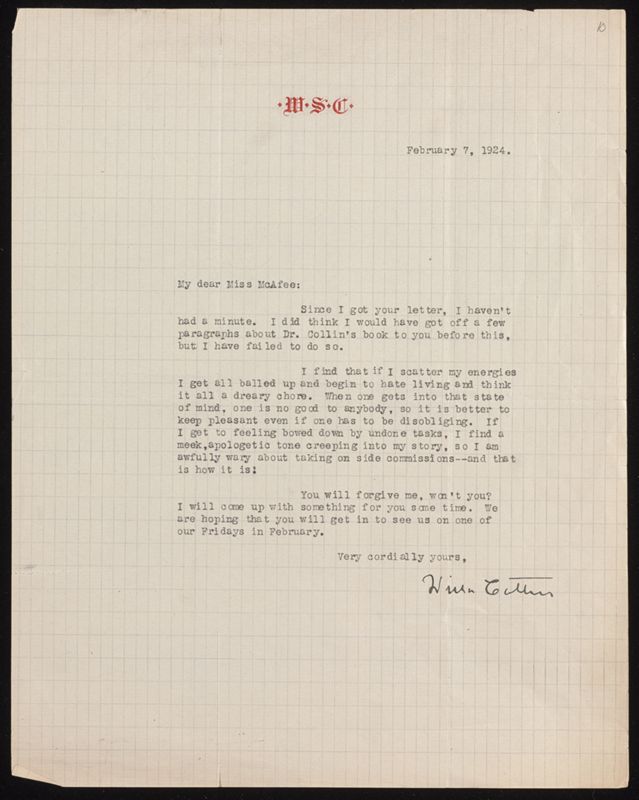 ·W·S·C·
February 7, 1924.
My dear Miss McAfee:
Since I got your letter, I haven't
had a minute. I did think I would have got off a few
paragraphs about Dr. Collin's book to you before this,
but I have failed to do so.
I find that if I scatter my energies
I get all balled up and begin to hate living and think
it all a dreary chore. When one gets into that state
of mind, one is no good to anybody, so it is better to
keep pleasant even if one has to be disobliging. If
I get to feeling bowed down by undone tasks, I find a
meek,apologetic tone creeping into my story, so I am
awfully wary about taking on side commissions--and that
is how it is!
You will forgive me, won't you?
I will come up with something for you some time. We
are hoping that you will get in to see us on one of
our Fridays in February.
Very cordially yours,
Willa Cather